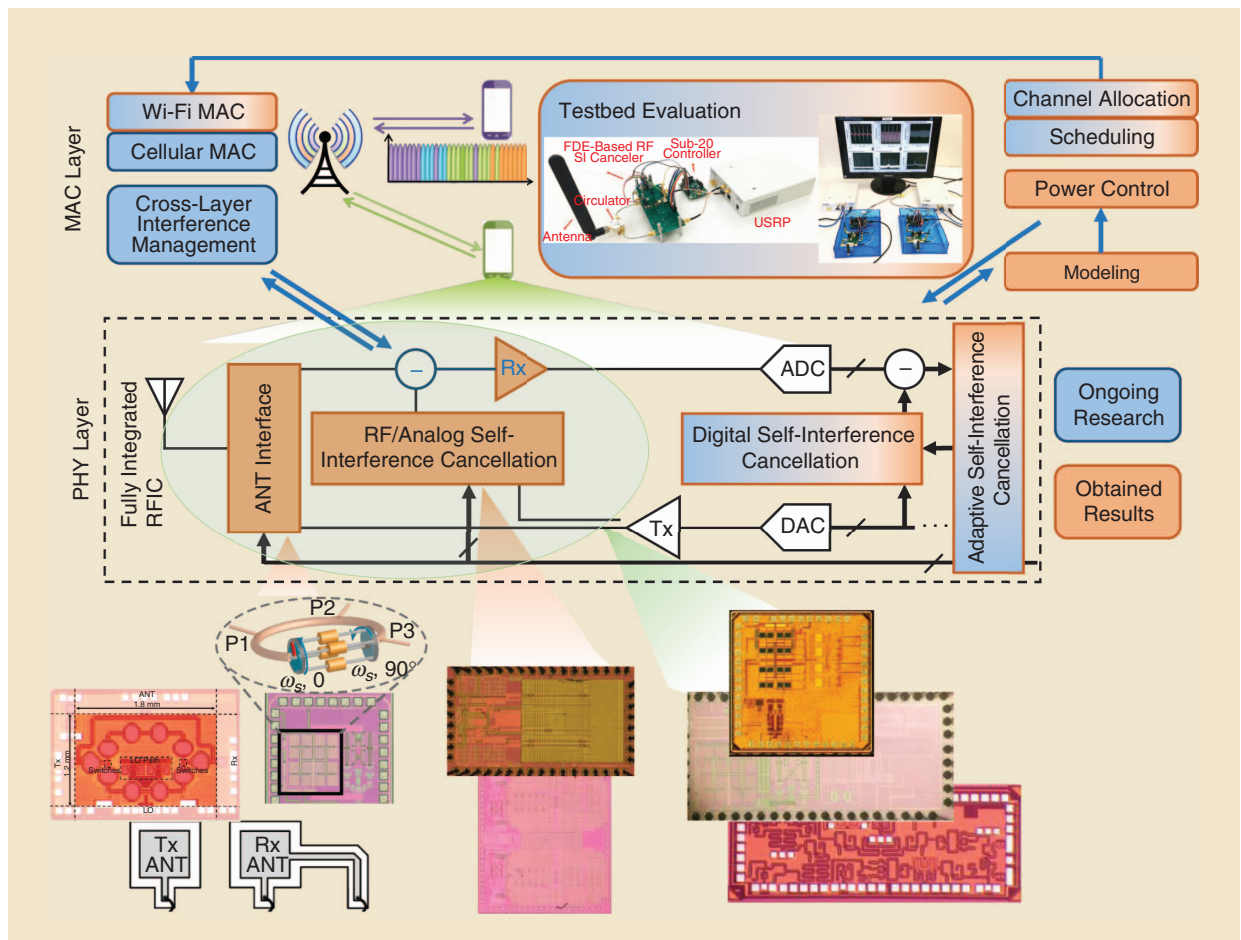 MAC Layer
Wi-Fi MAC
Cellular MAC
Cross-Layer
Interference
Management
Testbed Evaluation
FDE-Based RF
SI Canceler
Sub-20
Controller
Circulator
Antenna
USRP
Channel Allocation
Scheduling
Power Control
Modeling
PHY Layer
Fully Integrated
RFIC
ANT Interface
−
Rx
RF/Analog Self-
Interference Cancellation
ADC
−
Digital Self-Interference
Cancellation
Tx
DAC
...
Adaptive Self-Interference
Cancellation
Ongoing
Research
Obtained
Results
P1
P2
P3
ωs, 0
ωs, 90°
ANT
1.8 mm
Tx
1.2 mm
Switches
LO Path
Switches
Rx
LO
Tx
ANT
Rx
ANT